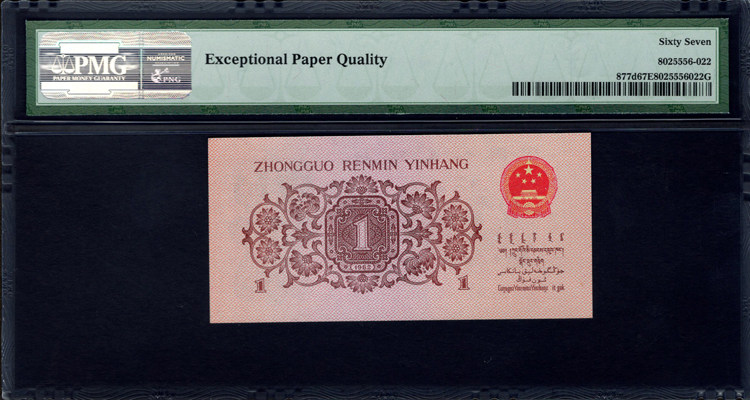 PMG
PAPER MONEY GUARANTY
NUMISMATIC
PNG
Exceptional Paper Quality
Sixty Seven
8025556-022
877d67E8025556022G
ZHONGGUO RENMIN YINHANG
1
1962
1
1